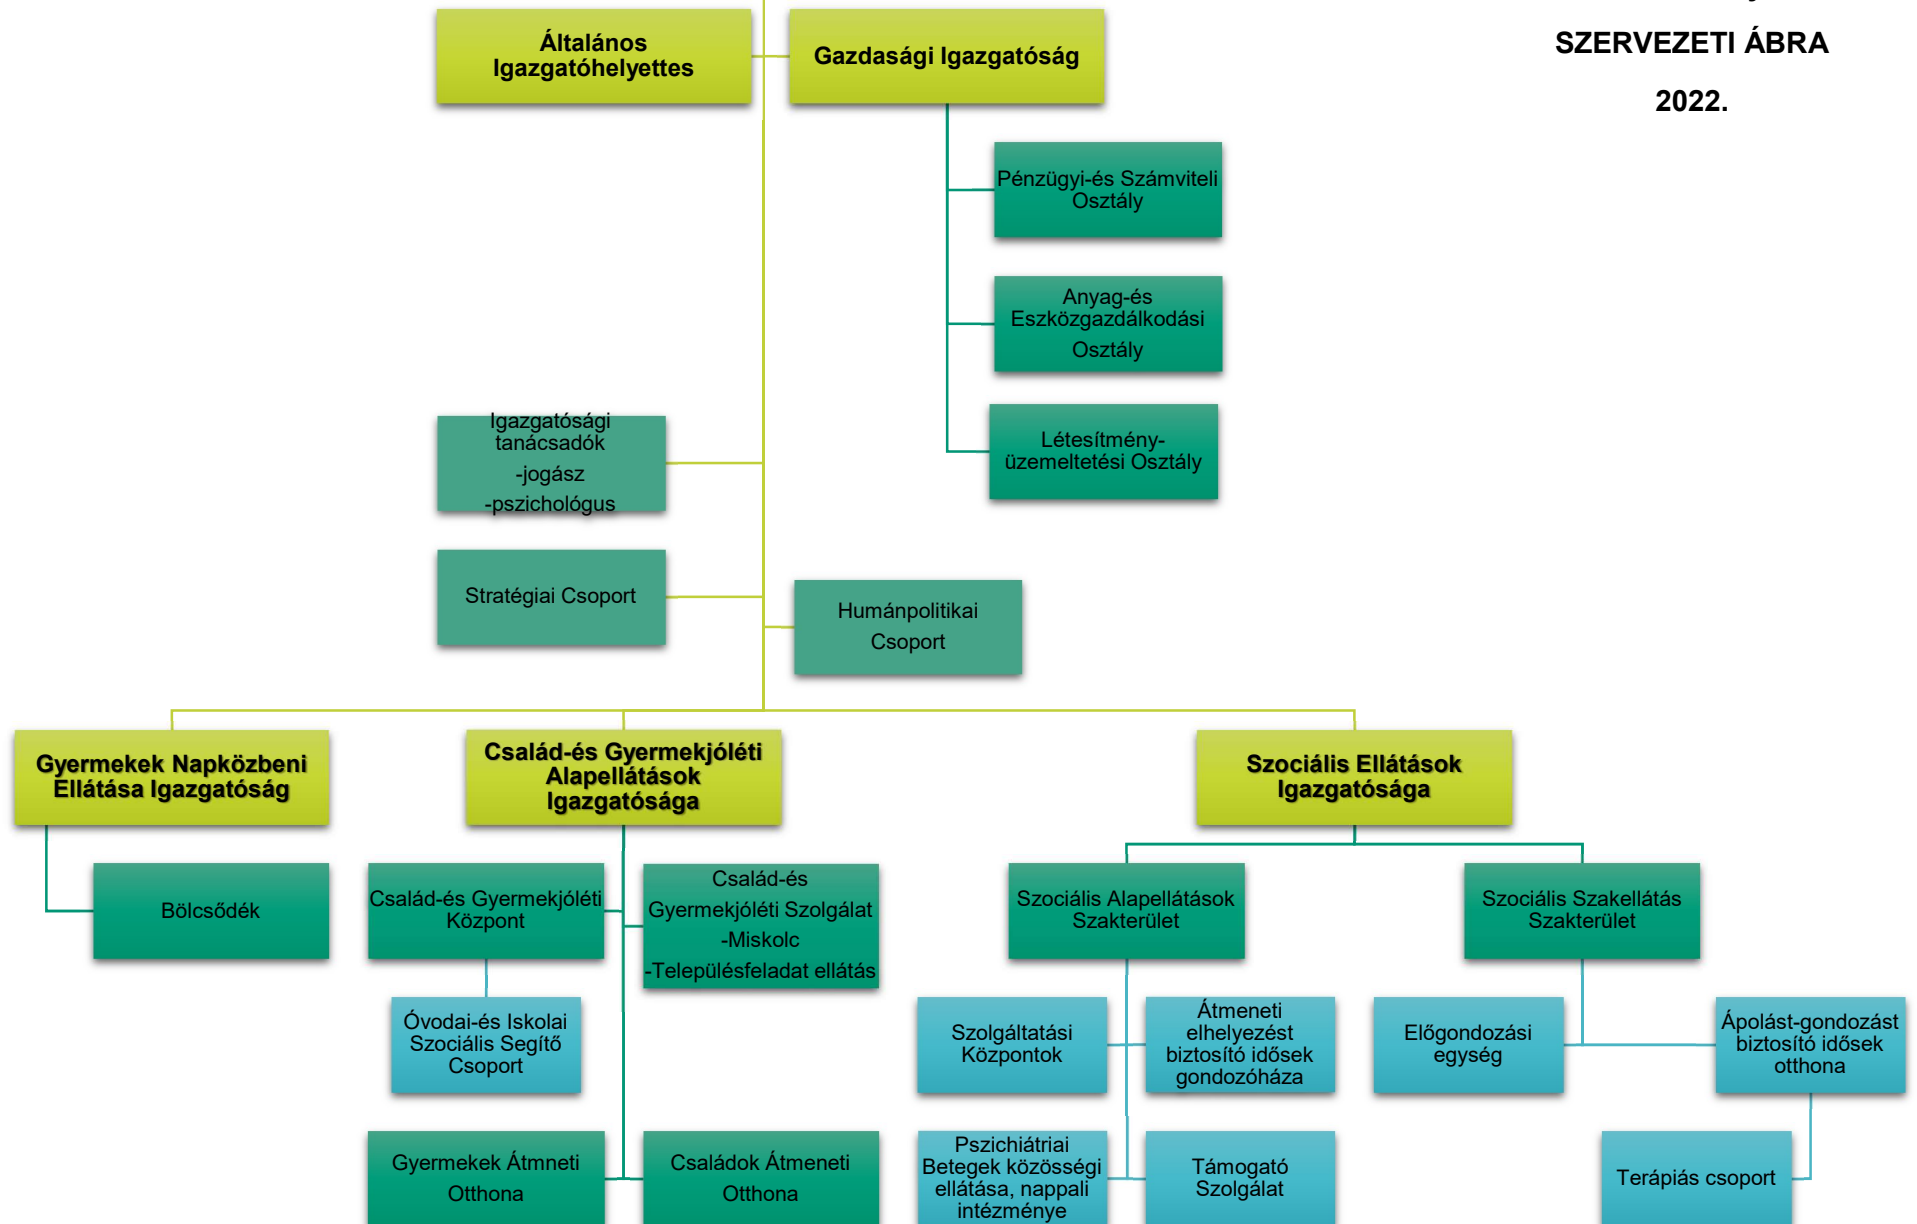 SZERVEZETI ÁBRA
2022.
Általános
Igazgatóhelyettes
Gazdasági Igazgatóság
Pénzügyi-és Számviteli
Osztály
Anyag-és
Eszközgazdálkodási
Osztály
Létesítmény-
üzemeltetési Osztály
Igazgatósági
tanácsadók
-jogász
-pszichológus
Stratégiai Csoport
Humánpolitikai
Csoport
Gyermekek Napközbeni
Ellátása Igazgatóság
Család-és Gyermekjóléti
Alapellátások
Igazgatósága
Szociális Ellátások
Igazgatósága
Bölcsődék
Család-és Gyermekjóléti
Központ
Család-és
Gyermekjóléti Szolgálat
-Miskolc
-Településfeladat ellátás
Szociális Alapellátások
Szakterület
Szociális Szakellátás
Szakterület
Óvodai-és Iskolai
Szociális Segítő
Csoport
Szolgáltatási
Központok
Átmeneti
elhelyezést
biztosító idősek
gondozóháza
Előgondozási
egység
Ápolást-gondozást
biztosító idősek
otthona
Gyermekek Átmneti
Otthona
Családok Átmeneti
Otthona
Pszichiátriai
Betegek közösségi
ellátása, nappali
intézménye
Támogató
Szolgálat
Terápiás csoport